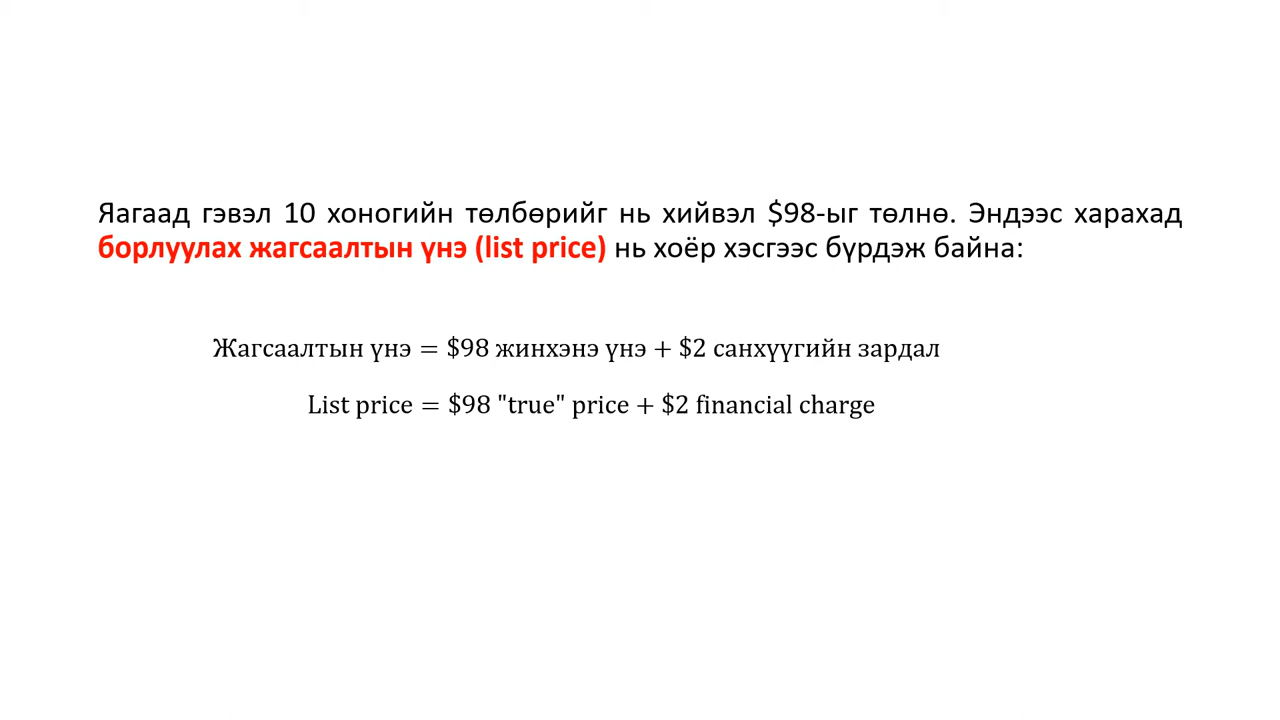 Яагаад гэвэл 10 хоногийн төлбөрийг нь хийвэл $98-ыг төлнө. Эндээс харахад
борлуулах жагсаалтын үнэ (list price) нь хоёр хэсгээс бүрдэж байна:
Жагсаалтын үнэ = $98 жинхэнэ үнэ + $2 санхүүгийн зардал
List price = $98 "true" price + $2 financial charge